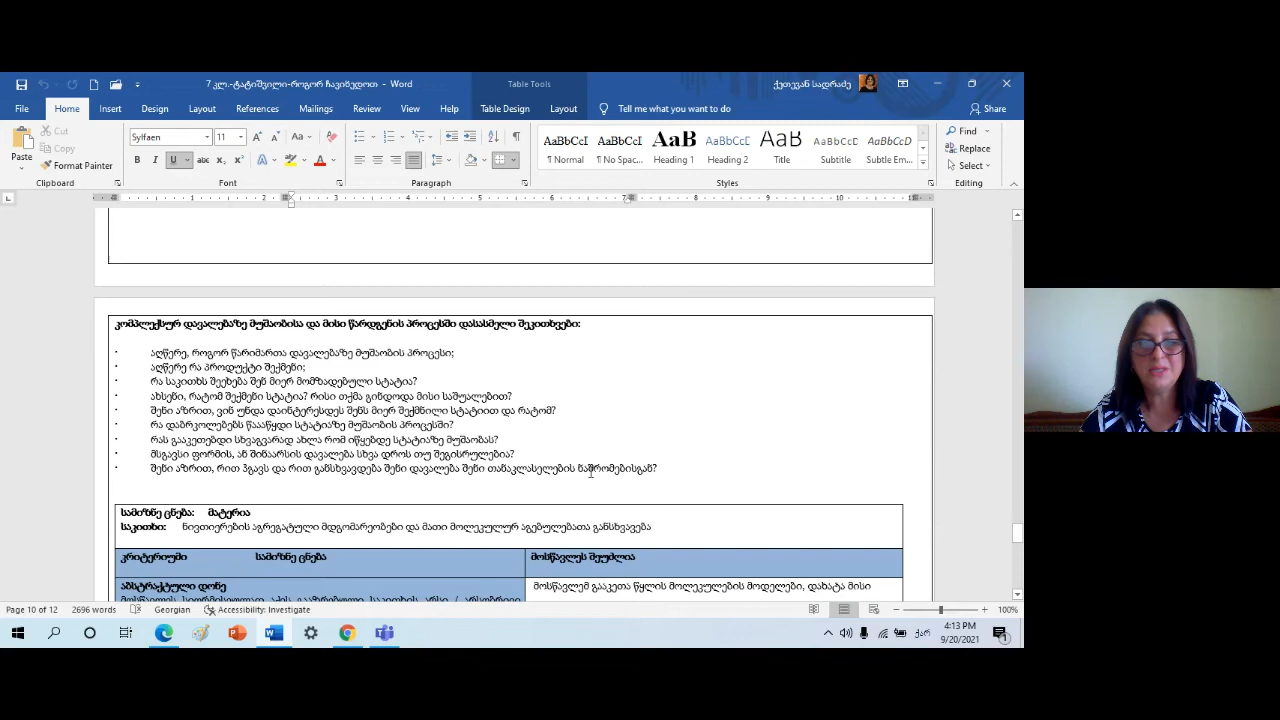 7 კლ.-ტატიშვილი-როგორ ჩავიხედოთ - Word
Table Tools
ქეთევან სადრაძე
File Home Insert Design Layout References Mailings Review View Help Table Design Layout Tell me what you want to do Share
Paste
Cut
Copy
Format Painter
Clipboard
Sylfaen 11
Font
Paragraph
AaBbCcI ¶ Normal
AaBbCcI ¶ No Spac...
AaB Heading 1
AaBbCcI Heading 2
AaB Title
AaBbCcD Subtitle
AaBbCcD Subtle Em...
Styles
Find
Replace
Select
Editing
კომპლექსურ დავალებაზე მუშაობისა და მისი წარდგენის პროცესში დასასმელი შეკითხვები:
· აღწერე, როგორ წარიმართა დავალებაზე მუშაობის პროცესი;
· აღწერე რა პროდუქტი შექმენი;
· რა საკითხს შეეხება შენ მიერ მომზადებული სტატია?
· ახსენი, რატომ შექმენი სტატია? რისი თქმა გინდოდა მისი საშუალებით?
· შენი აზრით, ვინ უნდა დაინტერესდეს შენს მიერ შექმნილი სტატიით და რატომ?
· რა დაბრკოლებებს წაააწყდი სტატიაზე მუშაობის პროცესში?
· რას გააკეთებდი სხვაგვარად ახლა რომ იწყებდე სტატიაზე მუშაობას?
· მსგავსი ფორმის, ან შინაარსის დავალება სხვა დროს თუ შეგისრულებია?
· შენი აზრით, რით ჰგავს და რით განსხვავდება შენი დავალება შენი თანაკლასელების ნაშრომებისგან?
სამიზნე ცნება: მატერია
საკითხი: ნივთიერების აგრეგატული მდგომარეობები და მათი მოლეკულურ აგებულებათა განსხვავება
კრიტერიუმი სამიზნე ცნება
მოსწავლეს შეუძლია
აბსტრაქტული დონე
მოსწავლემ გააკეთა წყლის მოლეკულების მოდელები, დახატა მისი
Page 10 of 12 2696 words Georgian Accessibility: Investigate 100%
ქარ
4:13 PM
9/20/2021